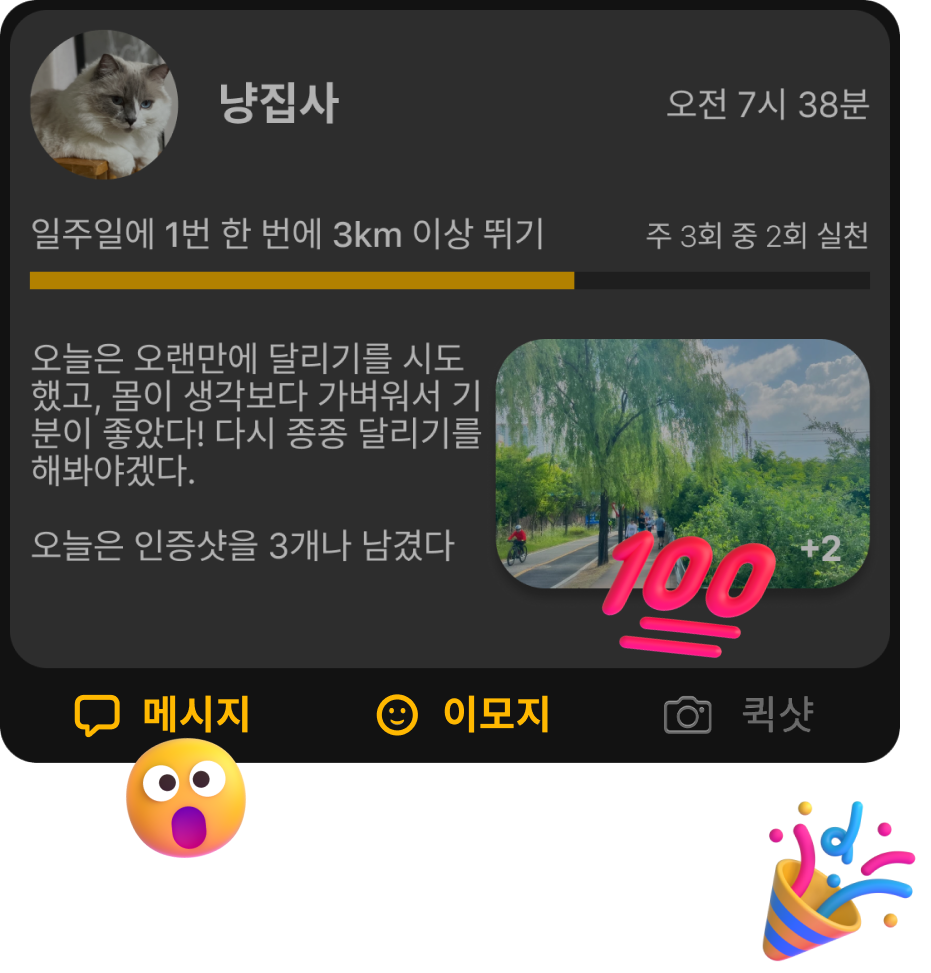 냥집사
오전 7시 38분
일주일에 1번 한 번에 3km 이상 뛰기
주 3회 중 2회 실천
오늘은 오랜만에 달리기를 시도
했고, 몸이 생각보다 가벼워서 기
분이 좋았다! 다시 종종 달리기를
해봐야겠다.
오늘은 인증샷을 3개나 남겼다
+2
100
메시지
이모지
퀵샷